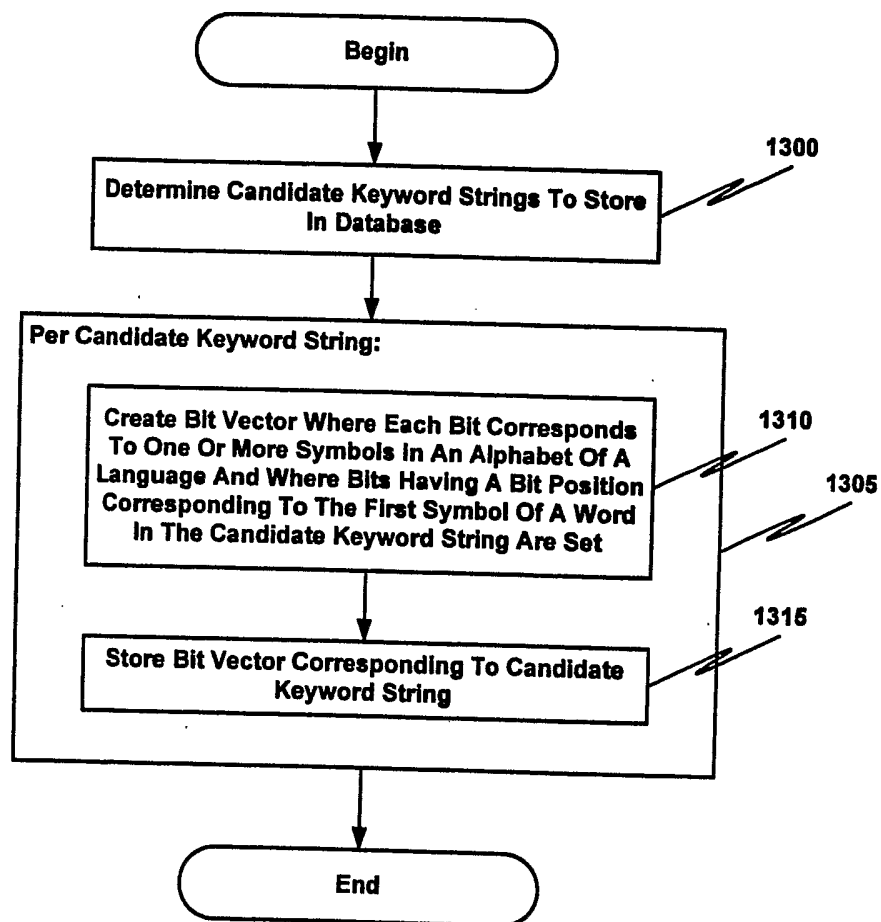 Begin
1300
Determine Candidate Keyword Strings To Store
In Database
Per Candidate Keyword String:
Create Bit Vector Where Each Bit Corresponds
To One Or More Symbols In An Alphabet Of A
Language And Where Bits Having A Bit Position
Corresponding To The First Symbol Of A Word
In The Candidate Keyword String Are Set
1310
1305
1315
Store Bit Vector Corresponding To Candidate
Keyword String
End